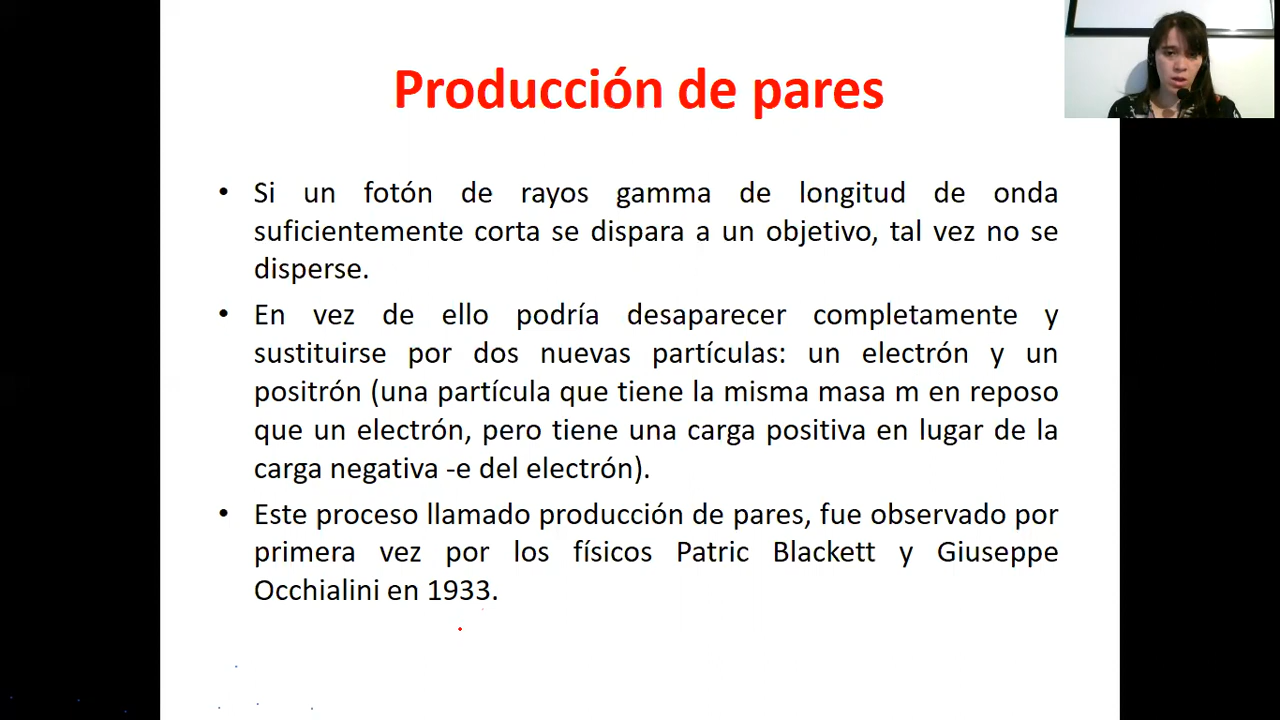 Producción de pares
• Si un fotón de rayos gamma de longitud de onda
suficientemente corta se dispara a un objetivo, tal vez no se
disperse.
• En vez de ello podría desaparecer completamente y
sustituirse por dos nuevas partículas: un electrón y un
positrón (una partícula que tiene la misma masa m en reposo
que un electrón, pero tiene una carga positiva en lugar de la
carga negativa -e del electrón).
• Este proceso llamado producción de pares, fue observado por
primera vez por los físicos Patric Blackett y Giuseppe
Occhialini en 1933.